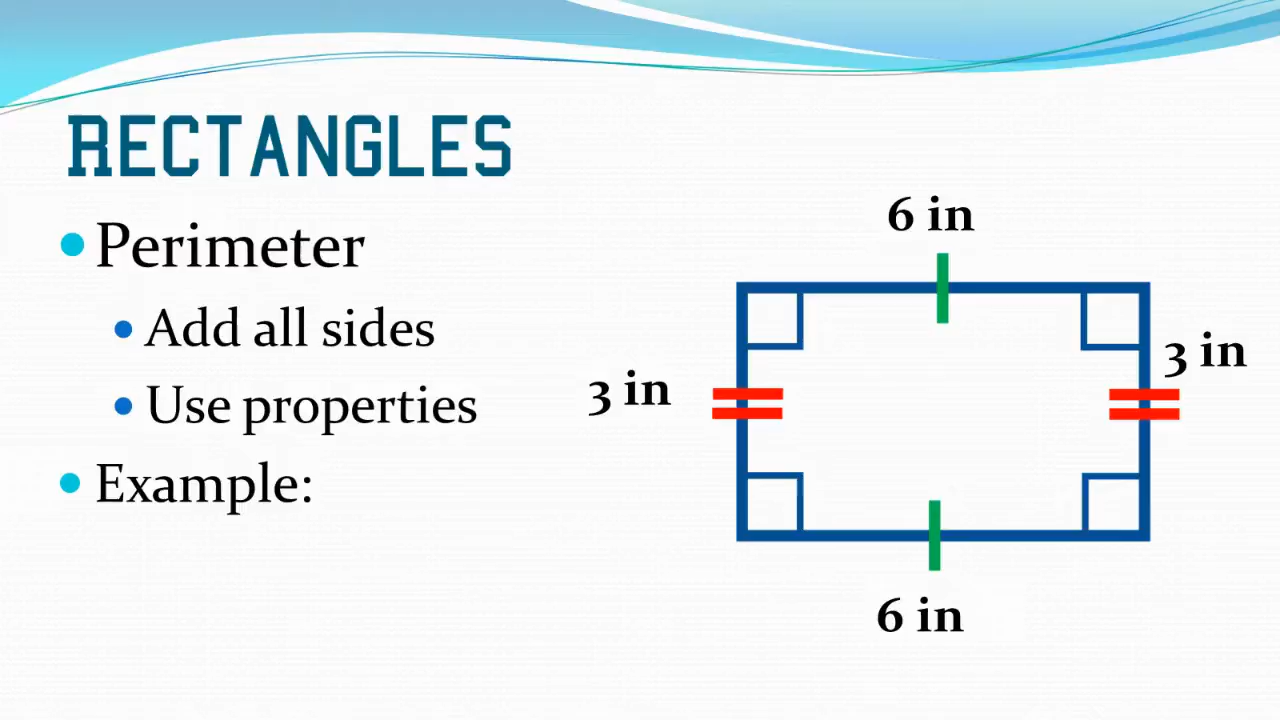 RECTANGLES
• Perimeter
• Add all sides
• Use properties
• Example:
6 in
3 in
3 in
6 in